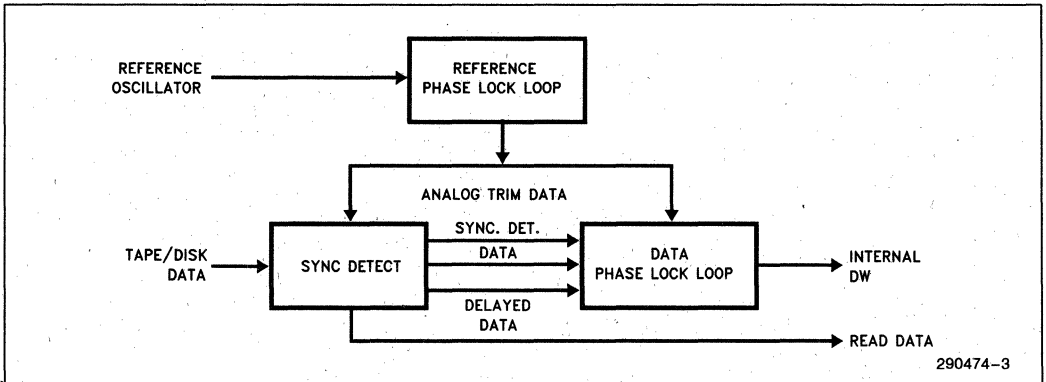 REFERENCE
OSCILLATOR
REFERENCE
PHASE LOCK LOOP
ANALOG TRIM DATA
TAPE/DISK
DATA
SYNC DETECT
SYNC. DET.
DATA
DELAYED
DATA
DATA
PHASE LOCK LOOP
INTERNAL
DW
READ DATA
290474-3